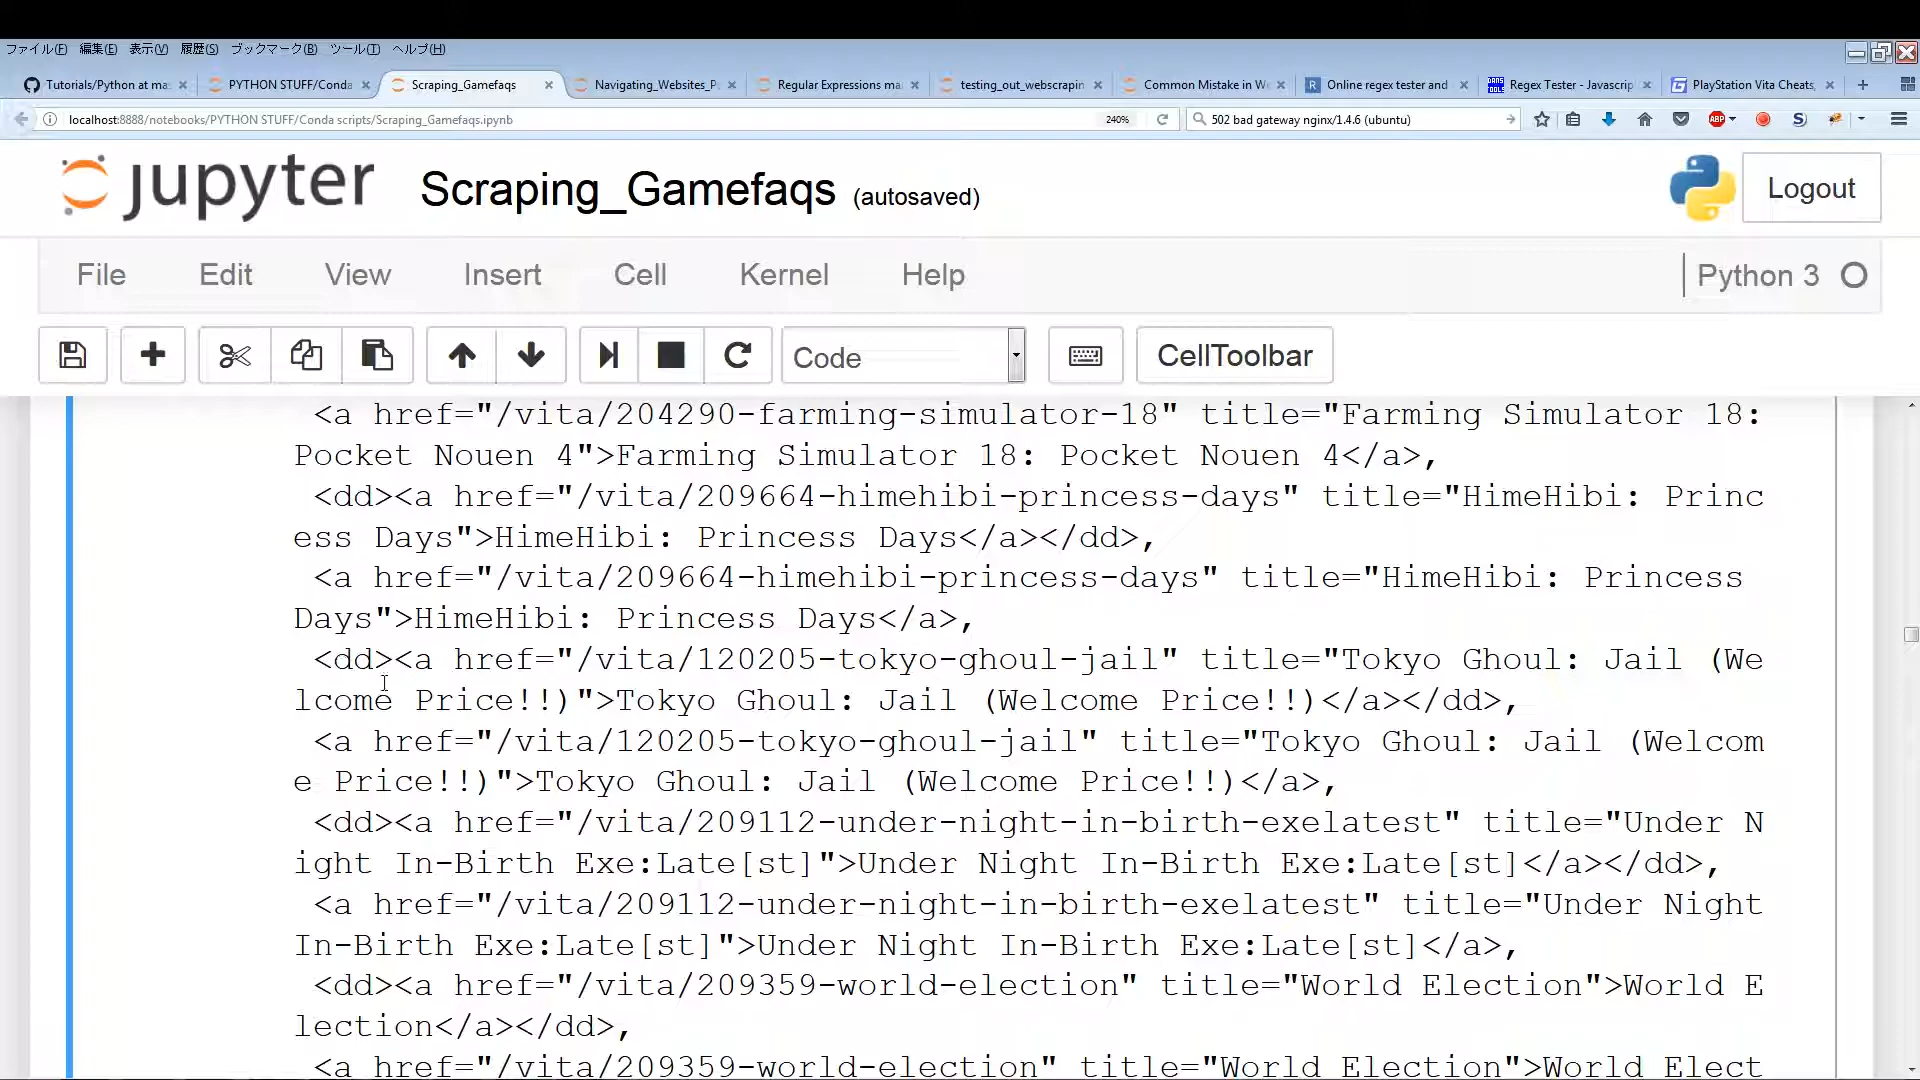 ファイル(F) 編集(E) 表示(V) 履歴(S) ブックマーク(B) ツール(T) ヘルプ(H)
Tutorials/Python at ma PYTHON STUFF/Conda Scraping_Gamefaqs Navigating_Websites_P Regular Expressions ma testing_out_webscrapin Common Mistake in W Online regex tester and Regex Tester - Javascrip PlayStation Vita Cheats,
localhost:8888/notebooks/PYTHON STUFF/Conda scripts/Scraping_Gamefaqs.ipynb 240% 502 bad gateway nginx/1.4.6 (ubuntu) ABP
jupyter Scraping_Gamefaqs (autosaved) Logout
File Edit View Insert Cell Kernel Help Python 3
Code CellToolbar
<a href="/vita/204290-farming-simulator-18" title="Farming Simulator 18:
Pocket Nouen 4">Farming Simulator 18: Pocket Nouen 4</a>,
<dd><a href="/vita/209664-himehibi-princess-days" title="HimeHibi: Princ
ess Days">HimeHibi: Princess Days</a></dd>,
<a href="/vita/209664-himehibi-princess-days" title="HimeHibi: Princess
Days">HimeHibi: Princess Days</a>,
<dd><a href="/vita/120205-tokyo-ghoul-jail" title="Tokyo Ghoul: Jail (We
lcome Price!!)">Tokyo Ghoul: Jail (Welcome Price!!)</a></dd>,
<a href="/vita/120205-tokyo-ghoul-jail" title="Tokyo Ghoul: Jail (Welcom
e Price!!)">Tokyo Ghoul: Jail (Welcome Price!!)</a>,
<dd><a href="/vita/209112-under-night-in-birth-exelatest" title="Under N
ight In-Birth Exe:Late[st]">Under Night In-Birth Exe:Late[st]</a></dd>,
<a href="/vita/209112-under-night-in-birth-exelatest" title="Under Night
In-Birth Exe:Late[st]">Under Night In-Birth Exe:Late[st]</a>,
<dd><a href="/vita/209359-world-election" title="World Election">World E
lection</a></dd>,
<a href="/vita/209359-world-election" title="World Election">World Elect